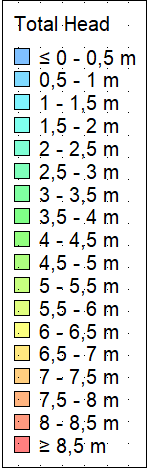 Total Head
≤ 0 - 0,5 m
0,5 - 1 m
1 - 1,5 m
1,5 - 2 m
2 - 2,5 m
2,5 - 3 m
3 - 3,5 m
3,5 - 4 m
4 - 4,5 m
4,5 - 5 m
5 - 5,5 m
5,5 - 6 m
6 - 6,5 m
6,5 - 7 m
7 - 7,5 m
7,5 - 8 m
8 - 8,5 m
≥ 8,5 m